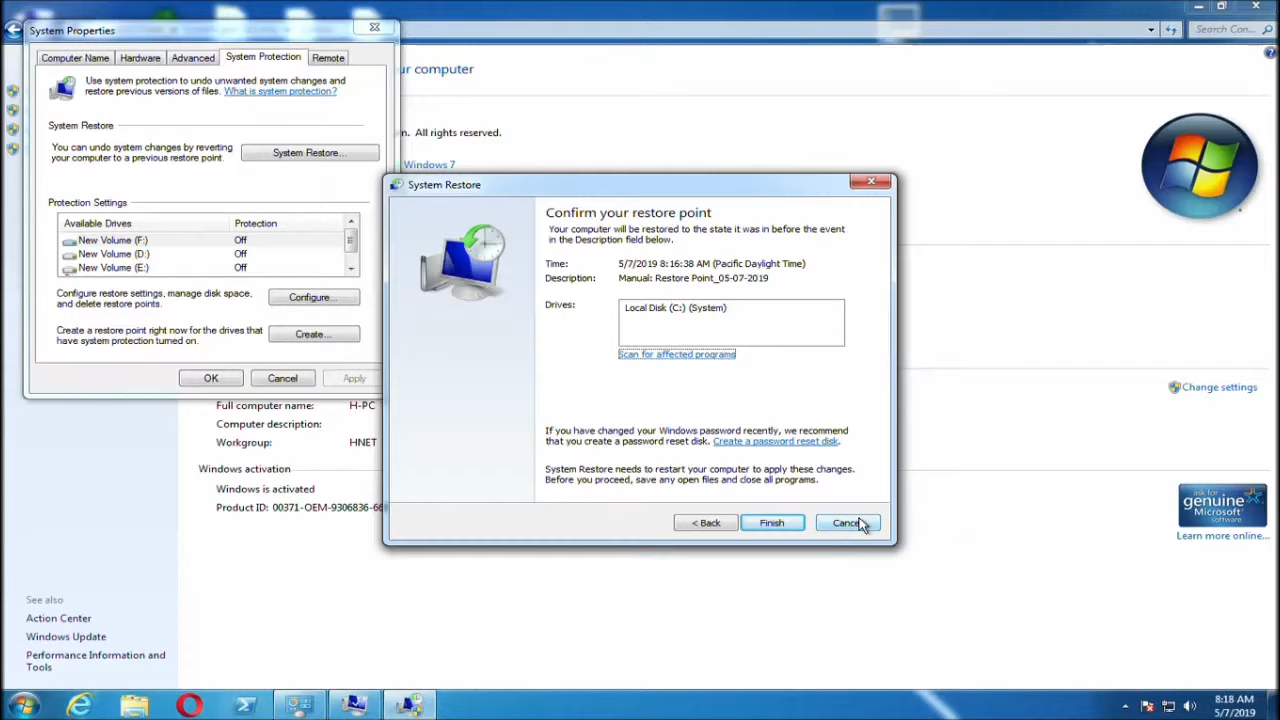 System Properties
Computer Name
Hardware
Advanced
System Protection
Remote
Use system protection to undo unwanted system changes and
restore previous versions of files. What is system protection?
System Restore
You can undo system changes by reverting
your computer to a previous restore point.
System Restore...
Protection Settings
Available Drives Protection
New Volume (F:) Off
New Volume (D:) Off
New Volume (E:) Off
Configure restore settings, manage disk space,
and delete restore points.
Configure...
Create a restore point right now for the drives that
have system protection turned on.
Create...
OK
Cancel
Apply
Search Con...
ur computer
n. All rights reserved.
Windows 7
System Restore
Confirm your restore point
Your computer will be restored to the state it was in before the event
in the Description field below.
Time: 5/7/2019 8:16:38 AM (Pacific Daylight Time)
Description: Manual: Restore Point_05-07-2019
Drives: Local Disk (C:) (System)
Scan for affected programs
If you have changed your Windows password recently, we recommend
that you create a password reset disk. Create a password reset disk.
System Restore needs to restart your computer to apply these changes.
Before you proceed, save any open files and close all programs.
< Back
Finish
Cancel
Change settings
Full computer name: H-PC
Computer description:
Workgroup: HNET
Windows activation
Windows is activated
Product ID: 00371-OEM-9306836-66
ask for
genuine
Microsoft
software
Learn more online...
See also
Action Center
Windows Update
Performance Information and
Tools
8:18 AM
5/7/2019